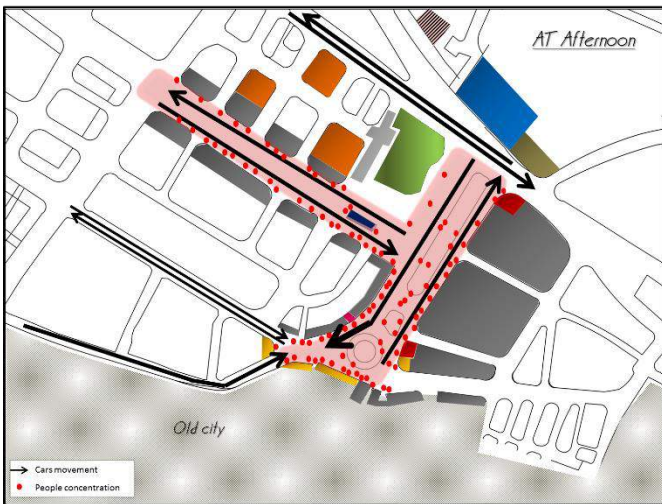 AT Afternoon
Old city
Cars movement
People concentration